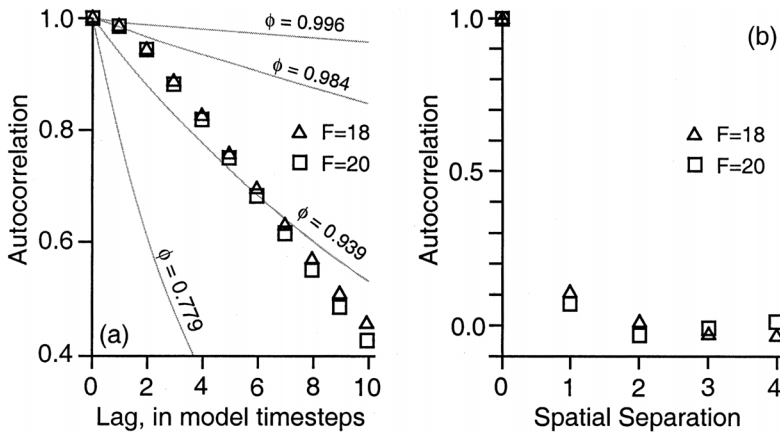 1.0
0.8
0.6
0.4
Autocorrelation
ϕ = 0.996
ϕ = 0.984
F=18
F=20
ϕ = 0.939
ϕ = 0.779
(a)
0 2 4 6 8 10
Lag, in model timesteps
(b)
1.0
0.5
0.0
Autocorrelation
F=18
F=20
0 1 2 3 4
Spatial Separation